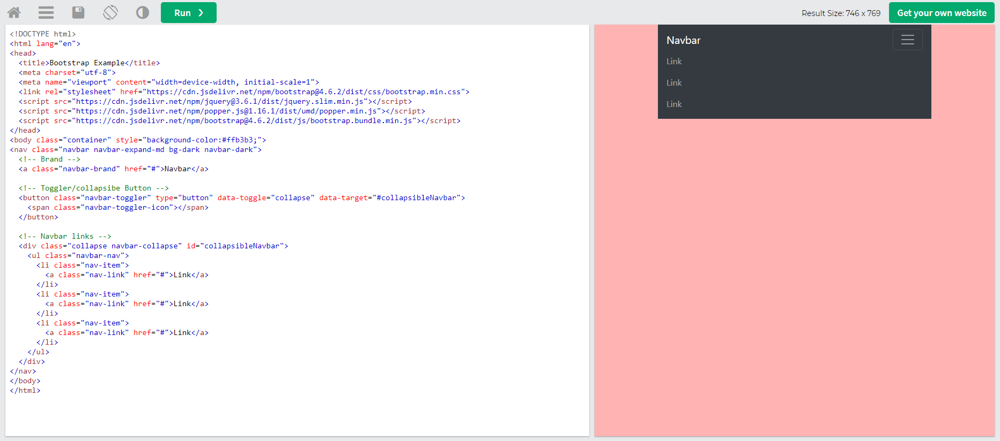 Run ❯
Result Size: 746 x 769
Get your own website
<!DOCTYPE html>
<html lang="en">
<head>
  <title>Bootstrap Example</title>
  <meta charset="utf-8">
  <meta name="viewport" content="width=device-width, initial-scale=1">
  <link rel="stylesheet" href="https://cdn.jsdelivr.net/npm/bootstrap@4.6.2/dist/css/bootstrap.min.css">
  <script src="https://cdn.jsdelivr.net/npm/jquery@3.6.1/dist/jquery.slim.min.js"></script>
  <script src="https://cdn.jsdelivr.net/npm/popper.js@1.16.1/dist/umd/popper.min.js"></script>
  <script src="https://cdn.jsdelivr.net/npm/bootstrap@4.6.2/dist/js/bootstrap.bundle.min.js"></script>
</head>
<body class="container" style="background-color:#ffb3b3;">
<nav class="navbar navbar-expand-md bg-dark navbar-dark">
  <!-- Brand -->
  <a class="navbar-brand" href="#">Navbar</a>

  <!-- Toggler/collapsibe Button -->
  <button class="navbar-toggler" type="button" data-toggle="collapse" data-target="#collapsibleNavbar">
    <span class="navbar-toggler-icon"></span>
  </button>

  <!-- Navbar links -->
  <div class="collapse navbar-collapse" id="collapsibleNavbar">
    <ul class="navbar-nav">
      <li class="nav-item">
        <a class="nav-link" href="#">Link</a>
      </li>
      <li class="nav-item">
        <a class="nav-link" href="#">Link</a>
      </li>
      <li class="nav-item">
        <a class="nav-link" href="#">Link</a>
      </li>
    </ul>
  </div>
</nav>
</body>
</html>
Navbar
Link
Link
Link